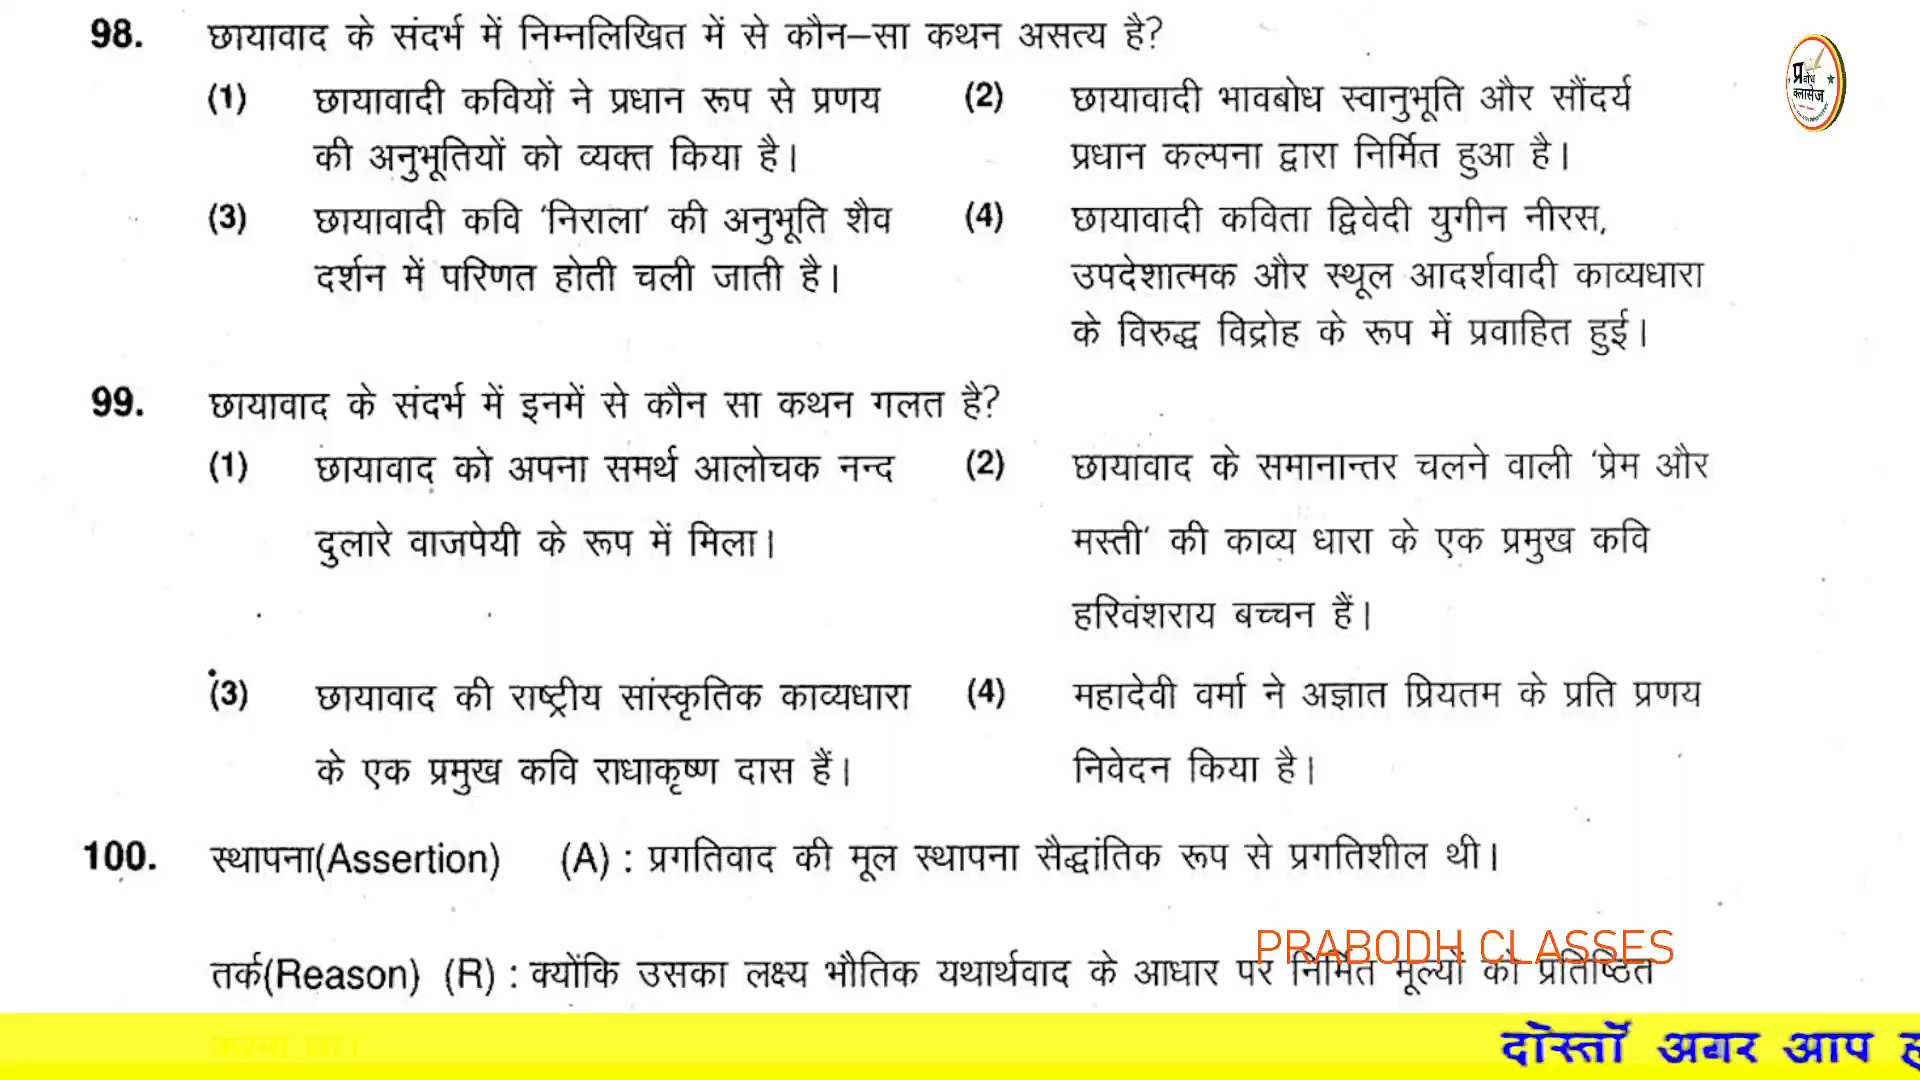 98. छायावाद के संदर्भ में निम्नलिखित में से कौन–सा कथन असत्य है?
(1) छायावादी कवियों ने प्रधान रूप से प्रणय
की अनुभूतियों को व्यक्त किया है।
(2) छायावादी भावबोध स्वानुभूति और सौंदर्य
प्रधान कल्पना द्वारा निर्मित हुआ है।
(3) छायावादी कवि 'निराला' की अनुभूति शैव
दर्शन में परिणत होती चली जाती है।
(4) छायावादी कविता द्विवेदी युगीन नीरस,
उपदेशात्मक और स्थूल आदर्शवादी काव्यधारा
के विरुद्ध विद्रोह के रूप में प्रवाहित हुई।
99. छायावाद के संदर्भ में इनमें से कौन सा कथन गलत है?
(1) छायावाद को अपना समर्थ आलोचक नन्द
दुलारे वाजपेयी के रूप में मिला।
(2) छायावाद के समानान्तर चलने वाली 'प्रेम और
मस्ती' की काव्य धारा के एक प्रमुख कवि
हरिवंशराय बच्चन हैं।
(3) छायावाद की राष्ट्रीय सांस्कृतिक काव्यधारा
के एक प्रमुख कवि राधाकृष्ण दास हैं।
(4) महादेवी वर्मा ने अज्ञात प्रियतम के प्रति प्रणय
निवेदन किया है।
100. स्थापना(Assertion) (A) : प्रगतिवाद की मूल स्थापना सैद्धांतिक रूप से प्रगतिशील थी।
PRABODH CLASSES
तर्क(Reason) (R) : क्योंकि उसका लक्ष्य भौतिक यथार्थवाद के आधार पर निर्मित मूल्यों को प्रतिष्ठित
करना था।
दोस्तों अगर आप ह
प्रबोध
क्लासेज